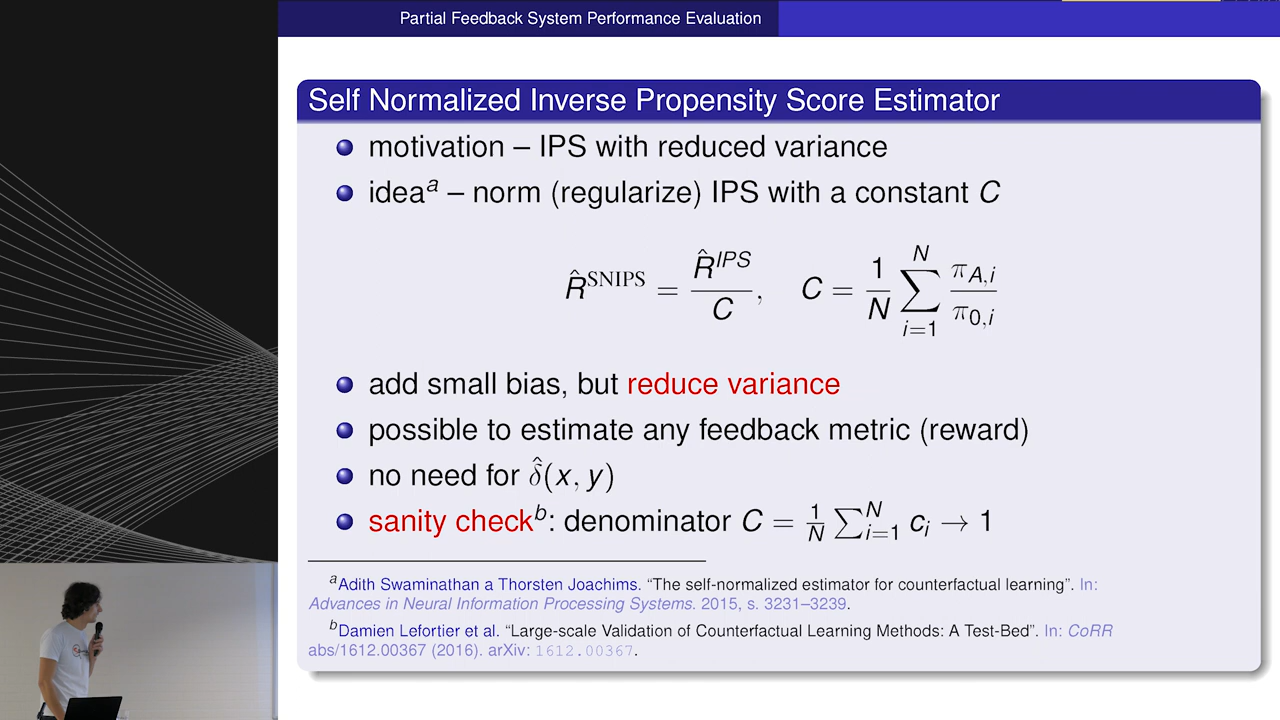 Partial Feedback System Performance Evaluation
Self Normalized Inverse Propensity Score Estimator
motivation – IPS with reduced variance
idea^a – norm (regularize) IPS with a constant C
R̂^SNIPS = R̂^IPS / C, C = 1/N ∑_{i=1}^{N} π_{A,i} / π_{0,i}
add small bias, but reduce variance
possible to estimate any feedback metric (reward)
no need for δ̂(x, y)
sanity check^b: denominator C = 1/N ∑_{i=1}^{N} c_i → 1
^a Adith Swaminathan a Thorsten Joachims. “The self-normalized estimator for counterfactual learning”. In:
Advances in Neural Information Processing Systems. 2015, s. 3231–3239.
^b Damien Lefortier et al. “Large-scale Validation of Counterfactual Learning Methods: A Test-Bed”. In: CoRR
abs/1612.00367 (2016). arXiv: 1612.00367.